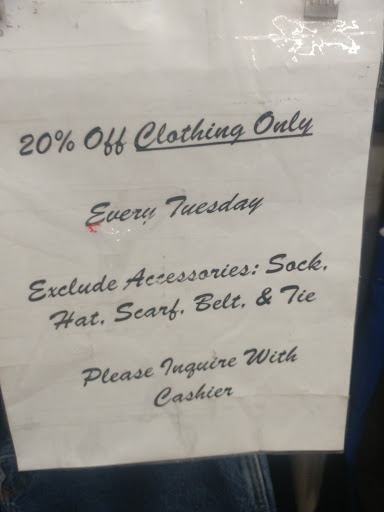 20% Off Clothing Only
Every Tuesday
Exclude Accessories: Sock,
Hat, Scarf, Belt, & Tie
Please Inquire With
Cashier